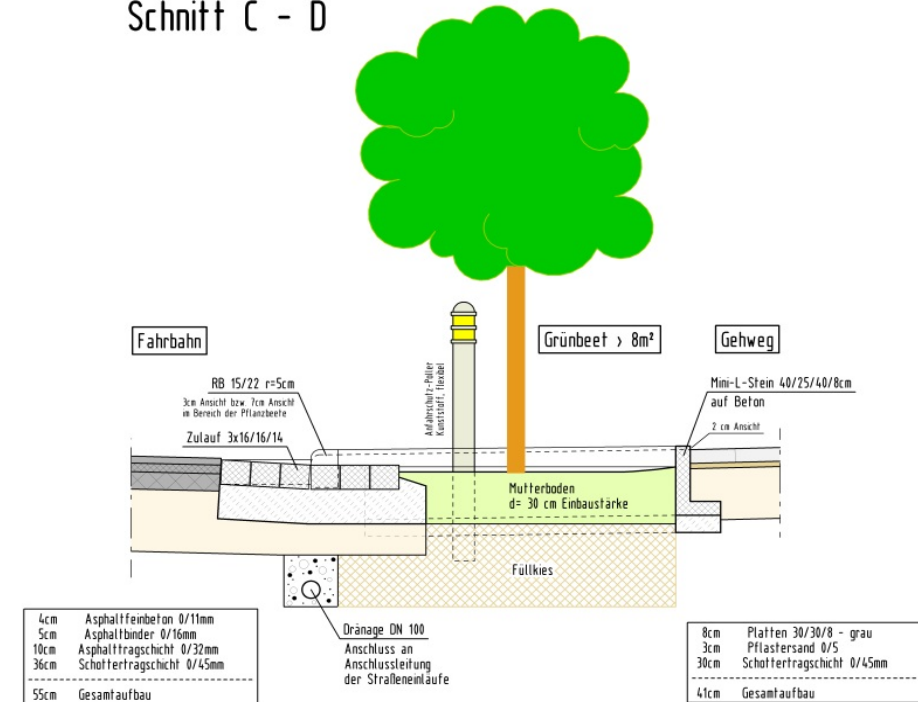 Schnitt C - D
Fahrbahn
Grünbeet > 8m²
Gehweg
Anfahrschutz-Poller
Kunststoff, flexibel
RB 15/22 r=5cm
3cm Ansicht bzw. 7cm Ansicht
im Bereich der Pflanzbeete
Zulauf 3x16/16/14
Mini-L-Stein 40/25/40/8cm
auf Beton
2 cm Ansicht
Mutterboden
d= 30 cm Einbaustärke
Füllkies
Dränage DN 100
Anschluss an
Anschlussleitung
der Straßeneinläufe
4cm Asphaltfeinbeton 0/11mm
5cm Asphaltbinder 0/16mm
10cm Asphalttragschicht 0/32mm
36cm Schottertragschicht 0/45mm
55cm Gesamtaufbau
8cm Platten 30/30/8 - grau
3cm Pflastersand 0/5
30cm Schottertragschicht 0/45mm
41cm Gesamtaufbau